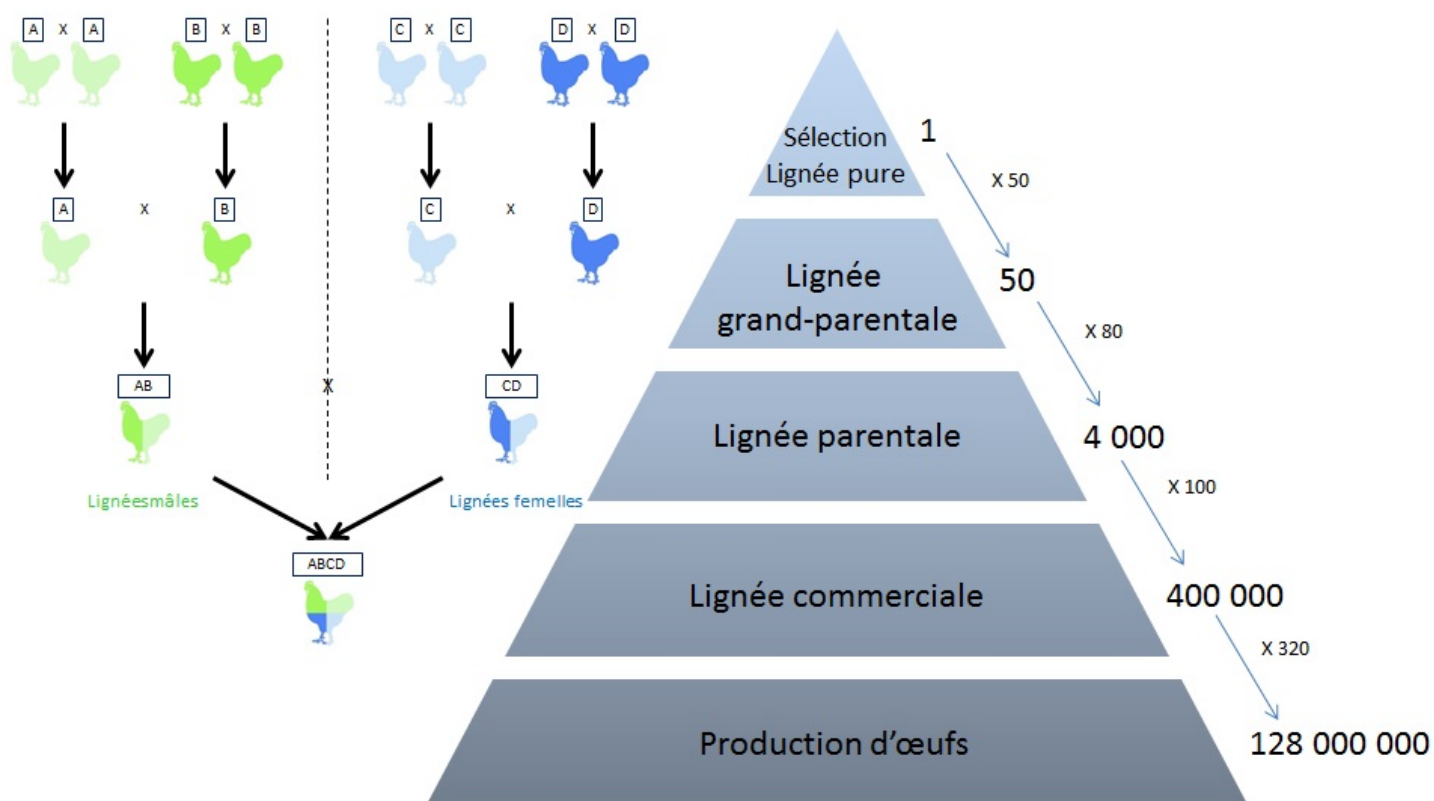 A X A
B X B
C X C
D X D
A X B
C X D
AB X CD
Lignéesmâles
Lignées femelles
ABCD
Sélection
Lignée pure
1
X 50
Lignée
grand-parentale
50
X 80
Lignée parentale
4 000
X 100
Lignée commerciale
400 000
X 320
Production d'œufs
128 000 000